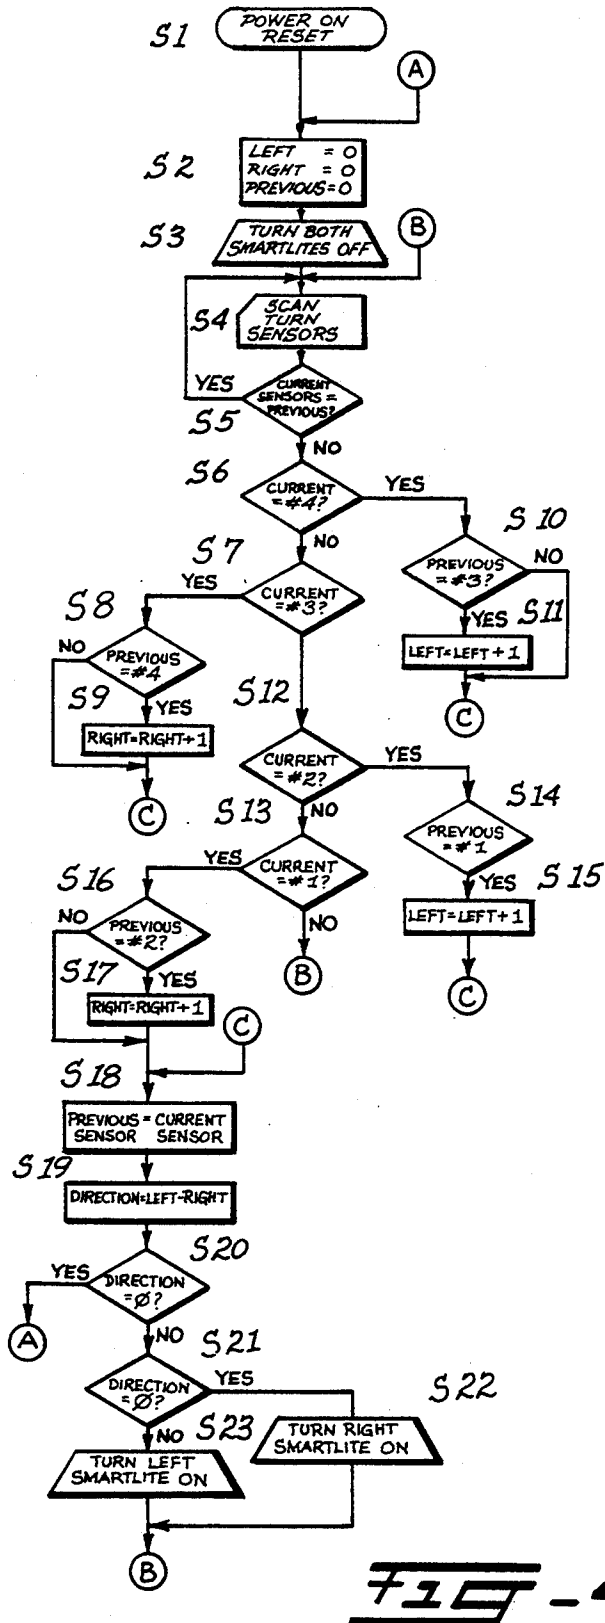 S1
POWER ON
RESET
A
S2
LEFT = 0
RIGHT = 0
PREVIOUS = 0
S3
TURN BOTH
SMARTLITES OFF
B
S4
SCAN
TURN
SENSORS
YES
CURRENT
SENSORS =
PREVIOUS?
S5
NO
S6
CURRENT
= #4?
YES
NO
S10
PREVIOUS
= #3?
NO
YES
S11
LEFT=LEFT+1
C
S7
YES
CURRENT
= #3?
S8
NO
PREVIOUS
= #4
S9
YES
RIGHT=RIGHT+1
C
S12
CURRENT
= #2?
YES
NO
S14
PREVIOUS
= #1
YES
S15
LEFT=LEFT+1
C
S13
YES
CURRENT
= #1?
NO
B
S16
NO
PREVIOUS
= #2?
S17
YES
RIGHT=RIGHT+1
C
S18
PREVIOUS = CURRENT
SENSOR SENSOR
S19
DIRECTION=LEFT-RIGHT
S20
YES
DIRECTION
=Ø?
A
NO
S21
DIRECTION
=Ø?
YES
NO
S22
TURN RIGHT
SMARTLITE ON
S23
TURN LEFT
SMARTLITE ON
B
FIG-